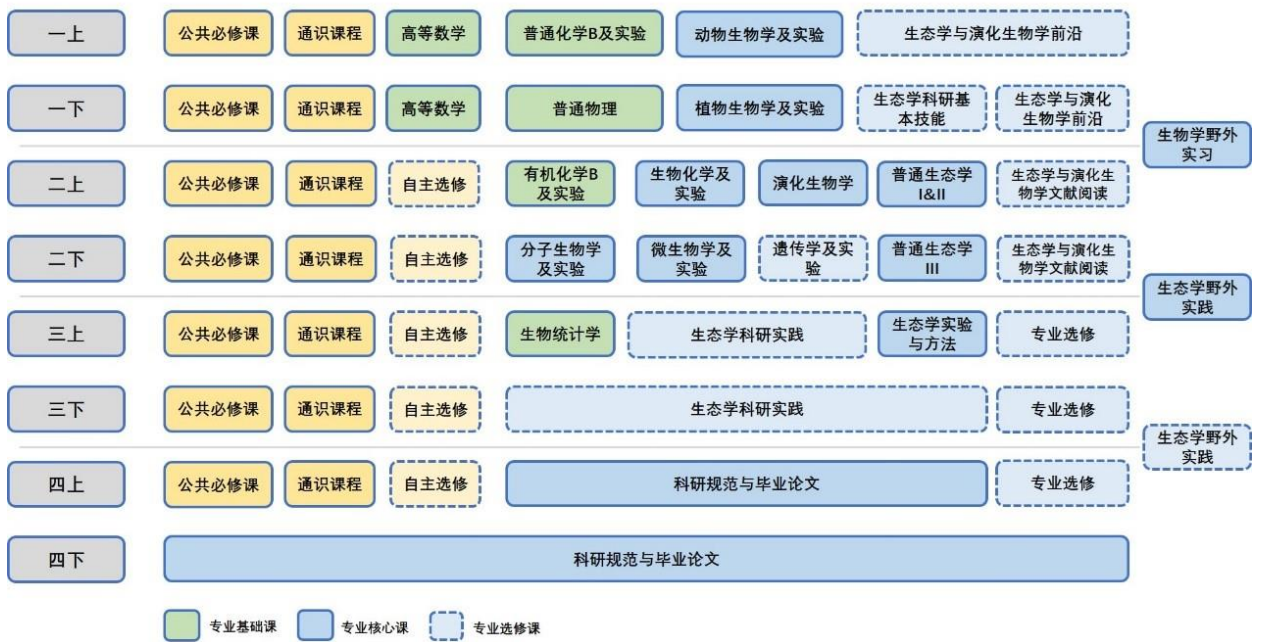 一上
公共必修课
通识课程
高等数学
普通化学B及实验
动物生物学及实验
生态学与演化生物学前沿
一下
公共必修课
通识课程
高等数学
普通物理
植物生物学及实验
生态学科研基
本技能
生态学与演化
生物学前沿
生物学野外
实习
二上
公共必修课
通识课程
自主选修
有机化学B
及实验
生物化学及
实验
演化生物学
普通生态学
I&II
生态学与演化生
物学文献阅读
二下
公共必修课
通识课程
自主选修
分子生物学
及实验
微生物学及
实验
遗传学及实
验
普通生态学
III
生态学与演化生
物学文献阅读
生态学野外
实践
三上
公共必修课
通识课程
自主选修
生物统计学
生态学科研实践
生态学实验
与方法
专业选修
三下
公共必修课
通识课程
自主选修
生态学科研实践
专业选修
生态学野外
实践
四上
公共必修课
通识课程
自主选修
科研规范与毕业论文
专业选修
四下
科研规范与毕业论文
专业基础课
专业核心课
专业选修课